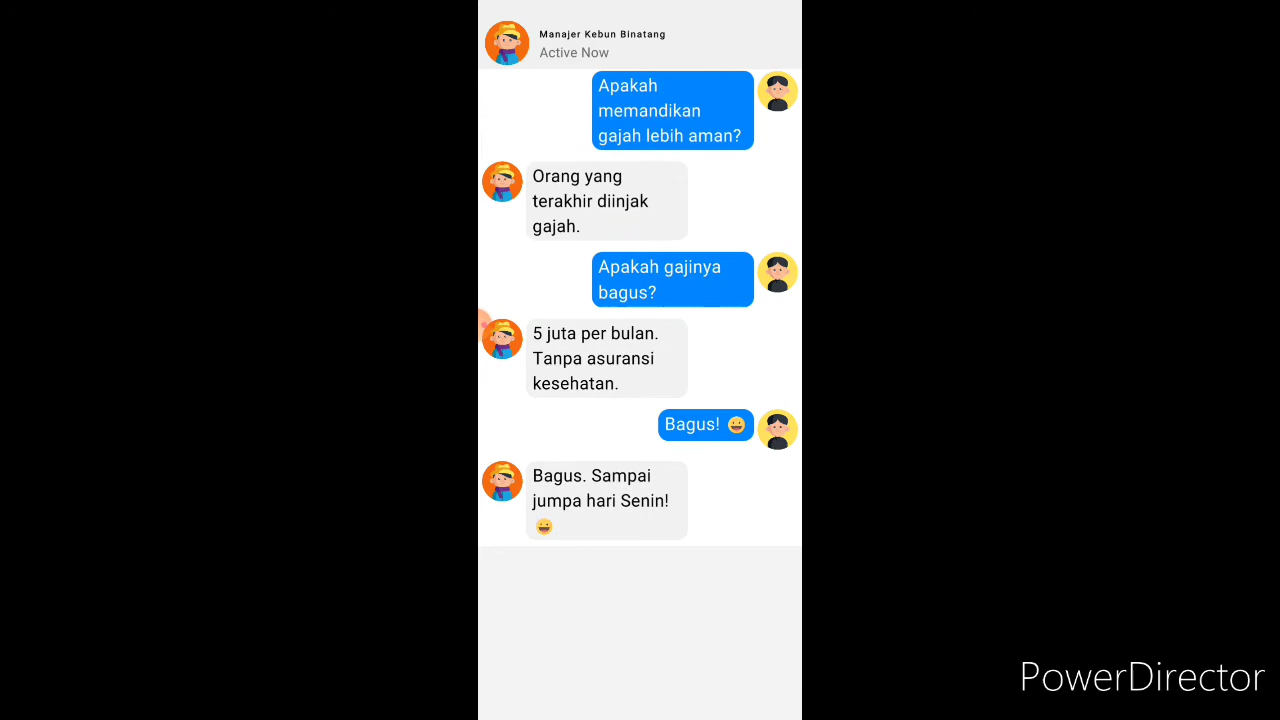 Manajer Kebun Binatang
Active Now
Apakah
memandikan
gajah lebih aman?
Orang yang
terakhir diinjak
gajah.
Apakah gajinya
bagus?
5 juta per bulan.
Tanpa asuransi
kesehatan.
Bagus! 😀
Bagus. Sampai
jumpa hari Senin!
😀
PowerDirector